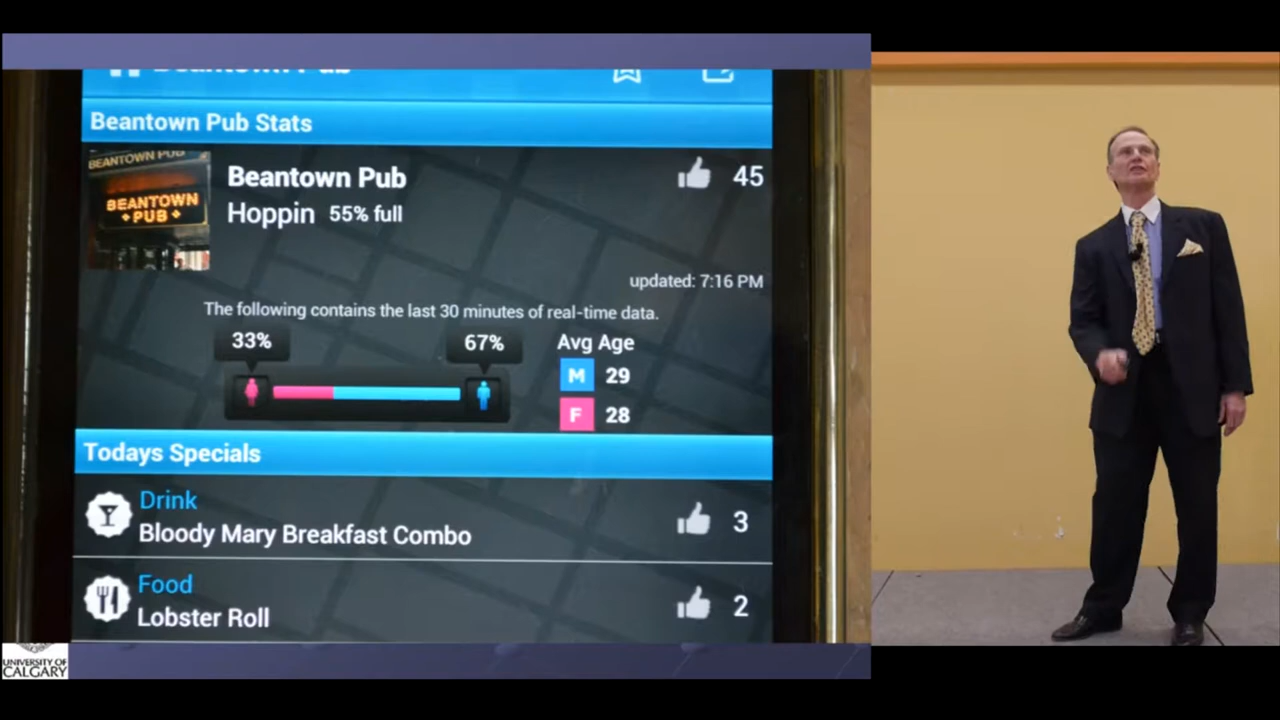 Beantown Pub
Beantown Pub Stats
BEANTOWN PUB
BEANTOWN
PUB
Beantown Pub
Hoppin 55% full
45
updated: 7:16 PM
The following contains the last 30 minutes of real-time data.
33%
67%
Avg Age
M 29
F 28
Todays Specials
Drink
Bloody Mary Breakfast Combo
3
Food
Lobster Roll
2
UNIVERSITY OF
CALGARY